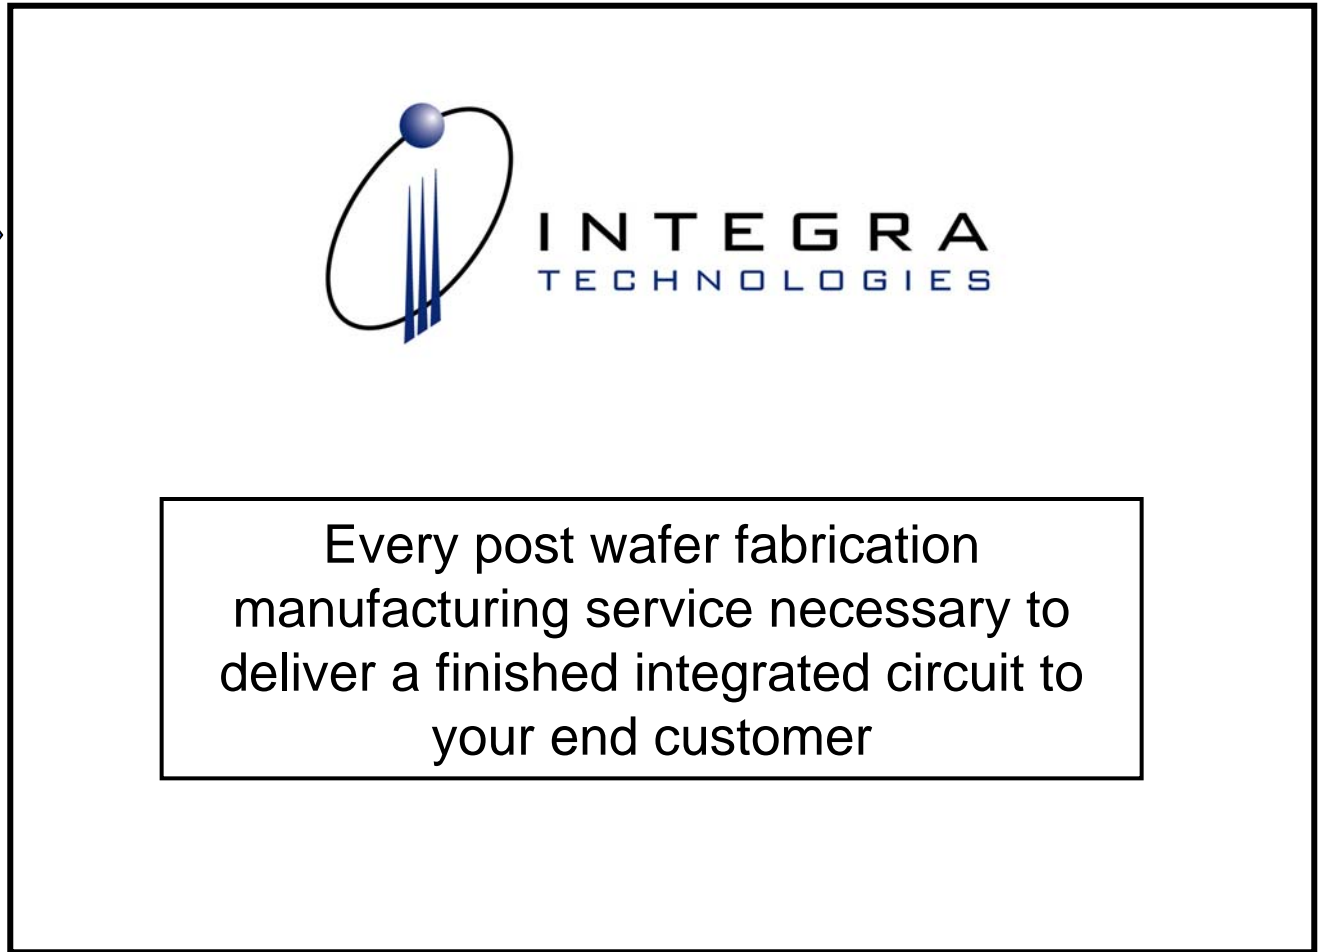 INTEGRA
TECHNOLOGIES
Every post wafer fabrication
manufacturing service necessary to
deliver a finished integrated circuit to
your end customer